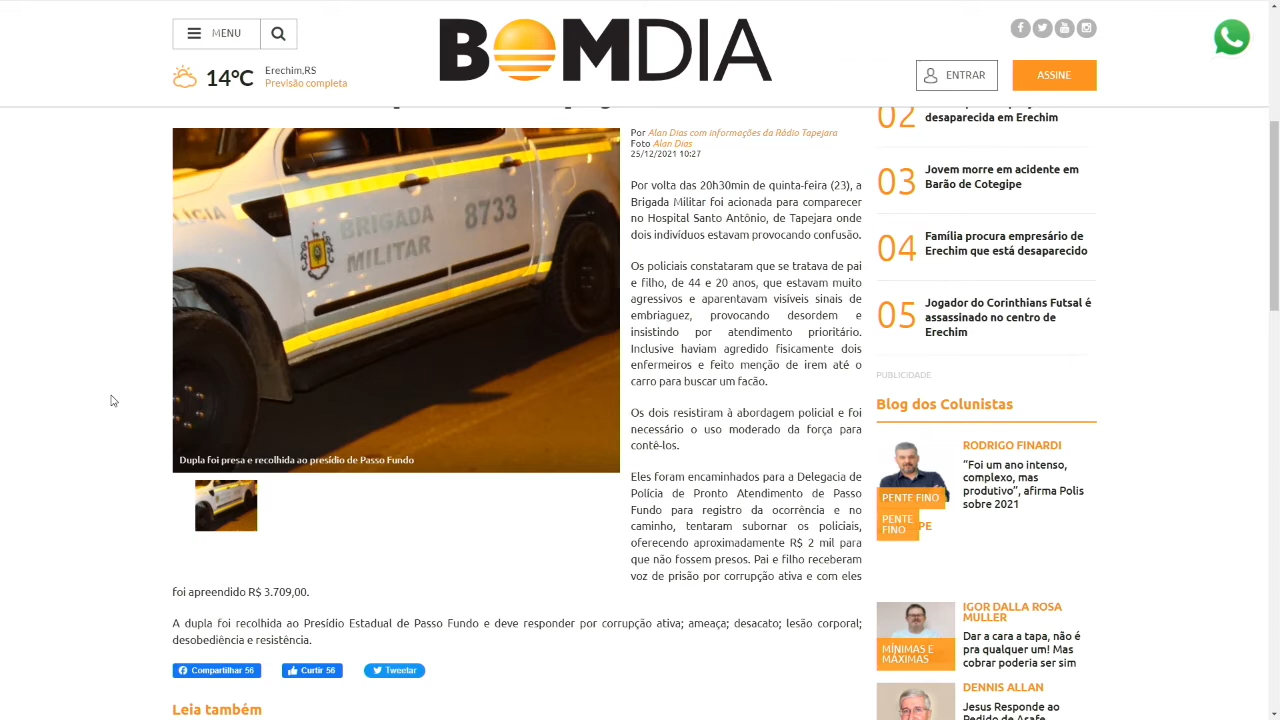 MENU
BOMDIA
14°C
Erechim,RS
Previsão completa
ENTRAR
ASSINE
LÍCIA
BRIGADA
MILITAR
8733
Dupla foi presa e recolhida ao presídio de Passo Fundo
Por Alan Dias com informações da Rádio Tapejara
Foto Alan Dias
25/12/2021 10:27
Por volta das 20h30min de quinta-feira (23), a
Brigada Militar foi acionada para comparecer
no Hospital Santo Antônio, de Tapejara onde
dois indivíduos estavam provocando confusão.
Os policiais constataram que se tratava de pai
e filho, de 44 e 20 anos, que estavam muito
agressivos e aparentavam visíveis sinais de
embriaguez, provocando desordem e
insistindo por atendimento prioritário.
Inclusive haviam agredido fisicamente dois
enfermeiros e feito menção de irem até o
carro para buscar um facão.
Os dois resistiram à abordagem policial e foi
necessário o uso moderado da força para
contê-los.
Eles foram encaminhados para a Delegacia de
Polícia de Pronto Atendimento de Passo
Fundo para registro da ocorrência e no
caminho, tentaram subornar os policiais,
oferecendo aproximadamente R$ 2 mil para
que não fossem presos. Pai e filho receberam
voz de prisão por corrupção ativa e com eles
foi apreendido R$ 3.709,00.
A dupla foi recolhida ao Presídio Estadual de Passo Fundo e deve responder por corrupção ativa; ameaça; desacato; lesão corporal;
desobediência e resistência.
Compartilhar 56
Curtir 56
Tweetar
Leia também
02
desaparecida em Erechim
03
Jovem morre em acidente em
Barão de Cotegipe
04
Família procura empresário de
Erechim que está desaparecido
05
Jogador do Corinthians Futsal é
assassinado no centro de
Erechim
PUBLICIDADE
Blog dos Colunistas
RODRIGO FINARDI
“Foi um ano intenso,
complexo, mas
produtivo”, afirma Polis
sobre 2021
PENTE FINO
PENTE
FINO
PE
IGOR DALLA ROSA
MULLER
Dar a cara a tapa, não é
pra qualquer um! Mas
cobrar poderia ser sim
MÍNIMAS E
MÁXIMAS
DENNIS ALLAN
Jesus Responde ao
Pedido de Asafe